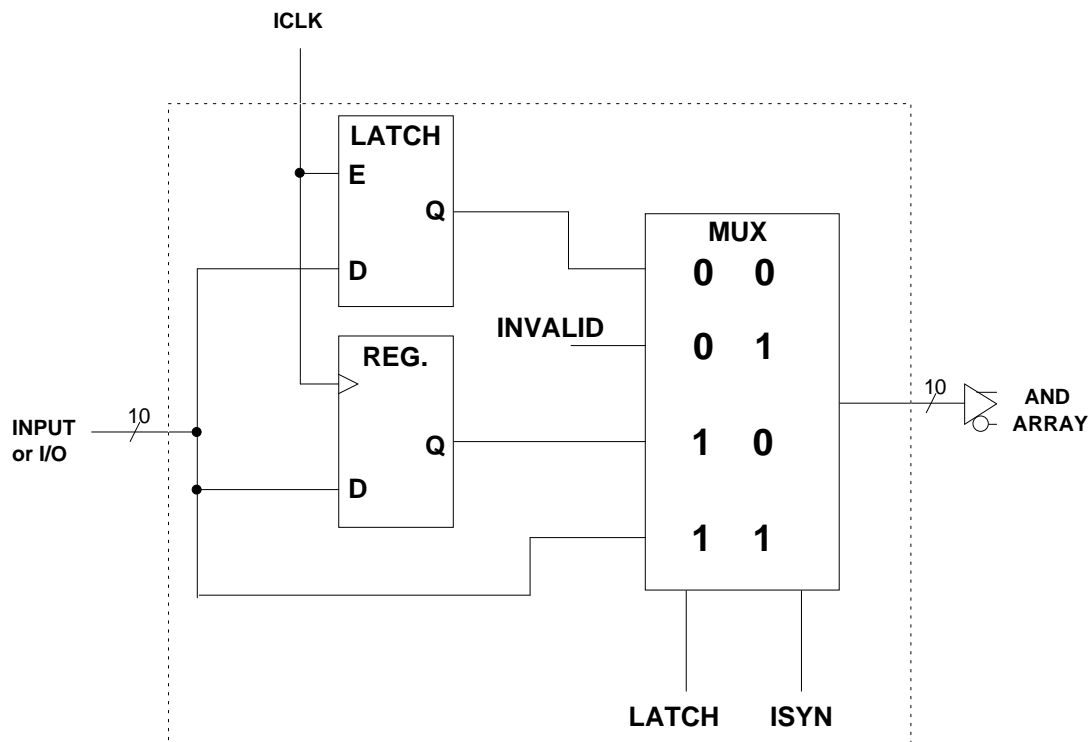 ICLK
LATCH
E
Q
D
MUX
0 0
INVALID
0 1
REG.
10
INPUT
or I/O
Q
D
1 0
10
AND
ARRAY
1 1
LATCH
ISYN